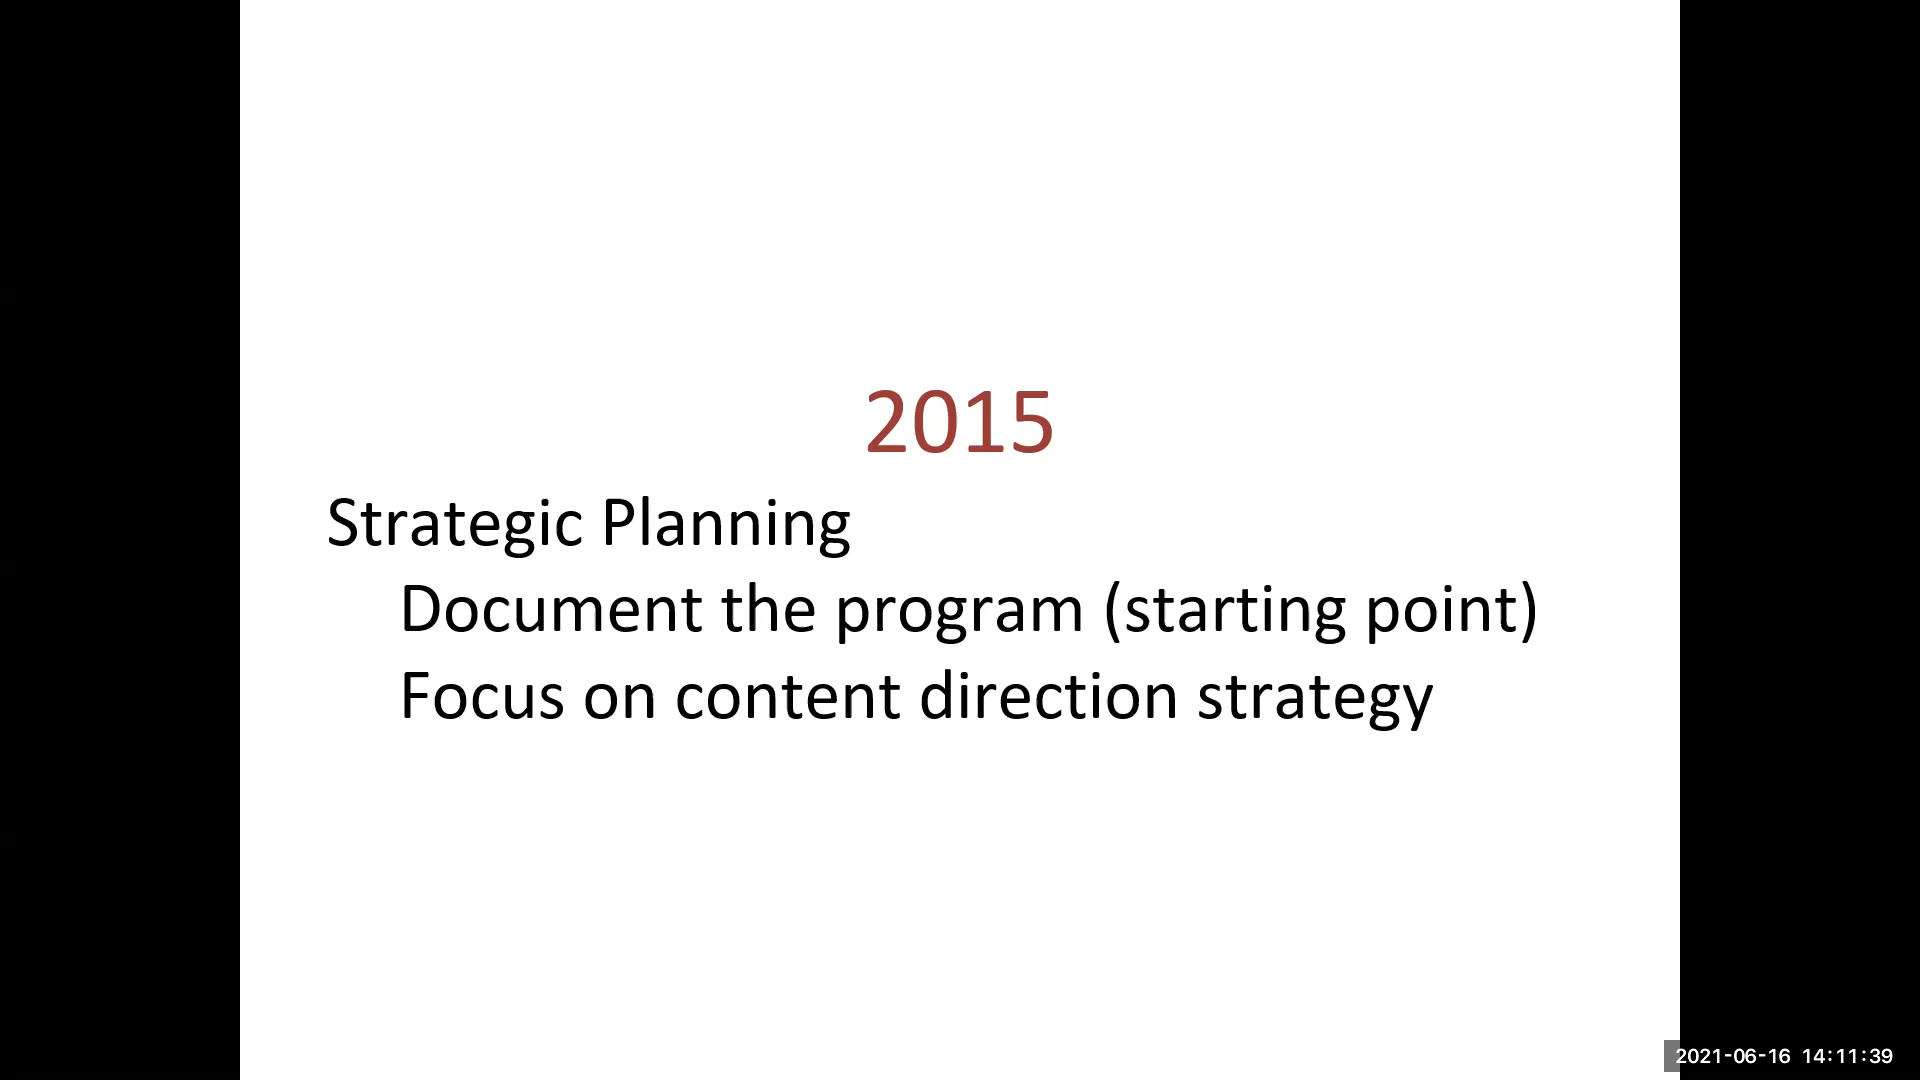 2015
Strategic Planning
Document the program (starting point)
Focus on content direction strategy
2021-06-16 14:11:39